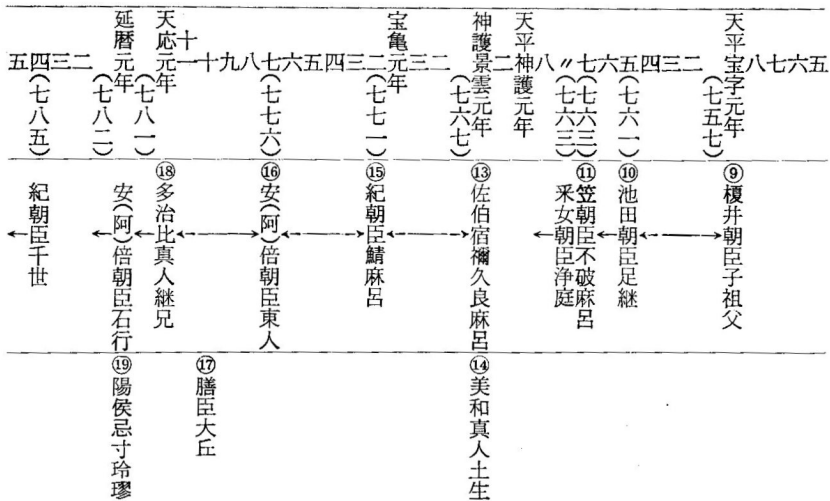 五
六
七
八
天平宝字元年
(七五七)
二
三
四
五(七六一)
六
七(七六三)
〃(七六三)
八
天平神護元年
二
神護景雲元年
(七六七)
二
三
宝亀元年
二(七七一)
三
四
五
六
七(七七六)
八
九
十
十一
天応元年
(七八一)
延暦元年
(七八二)
二
三
四(七八五)
五
⑨榎井朝臣子祖父
⑩池田朝臣足継
⑪笠朝臣不破麻呂
釆女朝臣浄庭
⑬佐伯宿禰久良麻呂
⑮紀朝臣鯖麻呂
⑯安(阿)倍朝臣東人
⑱多治比真人継兄
安(阿)倍朝臣石行
紀朝臣千世
⑭美和真人土生
⑰膳臣大丘
⑲陽侯忌寸玲璆